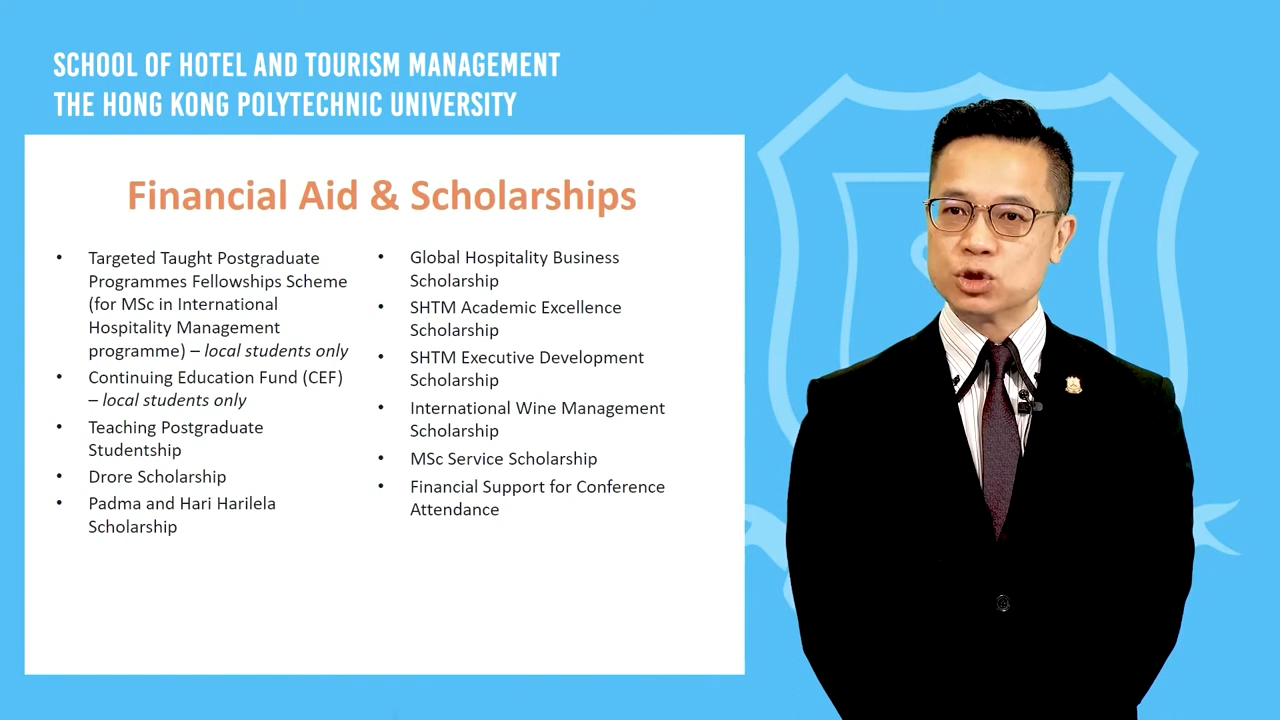 SCHOOL OF HOTEL AND TOURISM MANAGEMENT
THE HONG KONG POLYTECHNIC UNIVERSITY
Financial Aid & Scholarships
• Targeted Taught Postgraduate
Programmes Fellowships Scheme
(for MSc in International
Hospitality Management
programme) – local students only
• Continuing Education Fund (CEF)
– local students only
• Teaching Postgraduate
Studentship
• Drore Scholarship
• Padma and Hari Harilela
Scholarship
• Global Hospitality Business
Scholarship
• SHTM Academic Excellence
Scholarship
• SHTM Executive Development
Scholarship
• International Wine Management
Scholarship
• MSc Service Scholarship
• Financial Support for Conference
Attendance